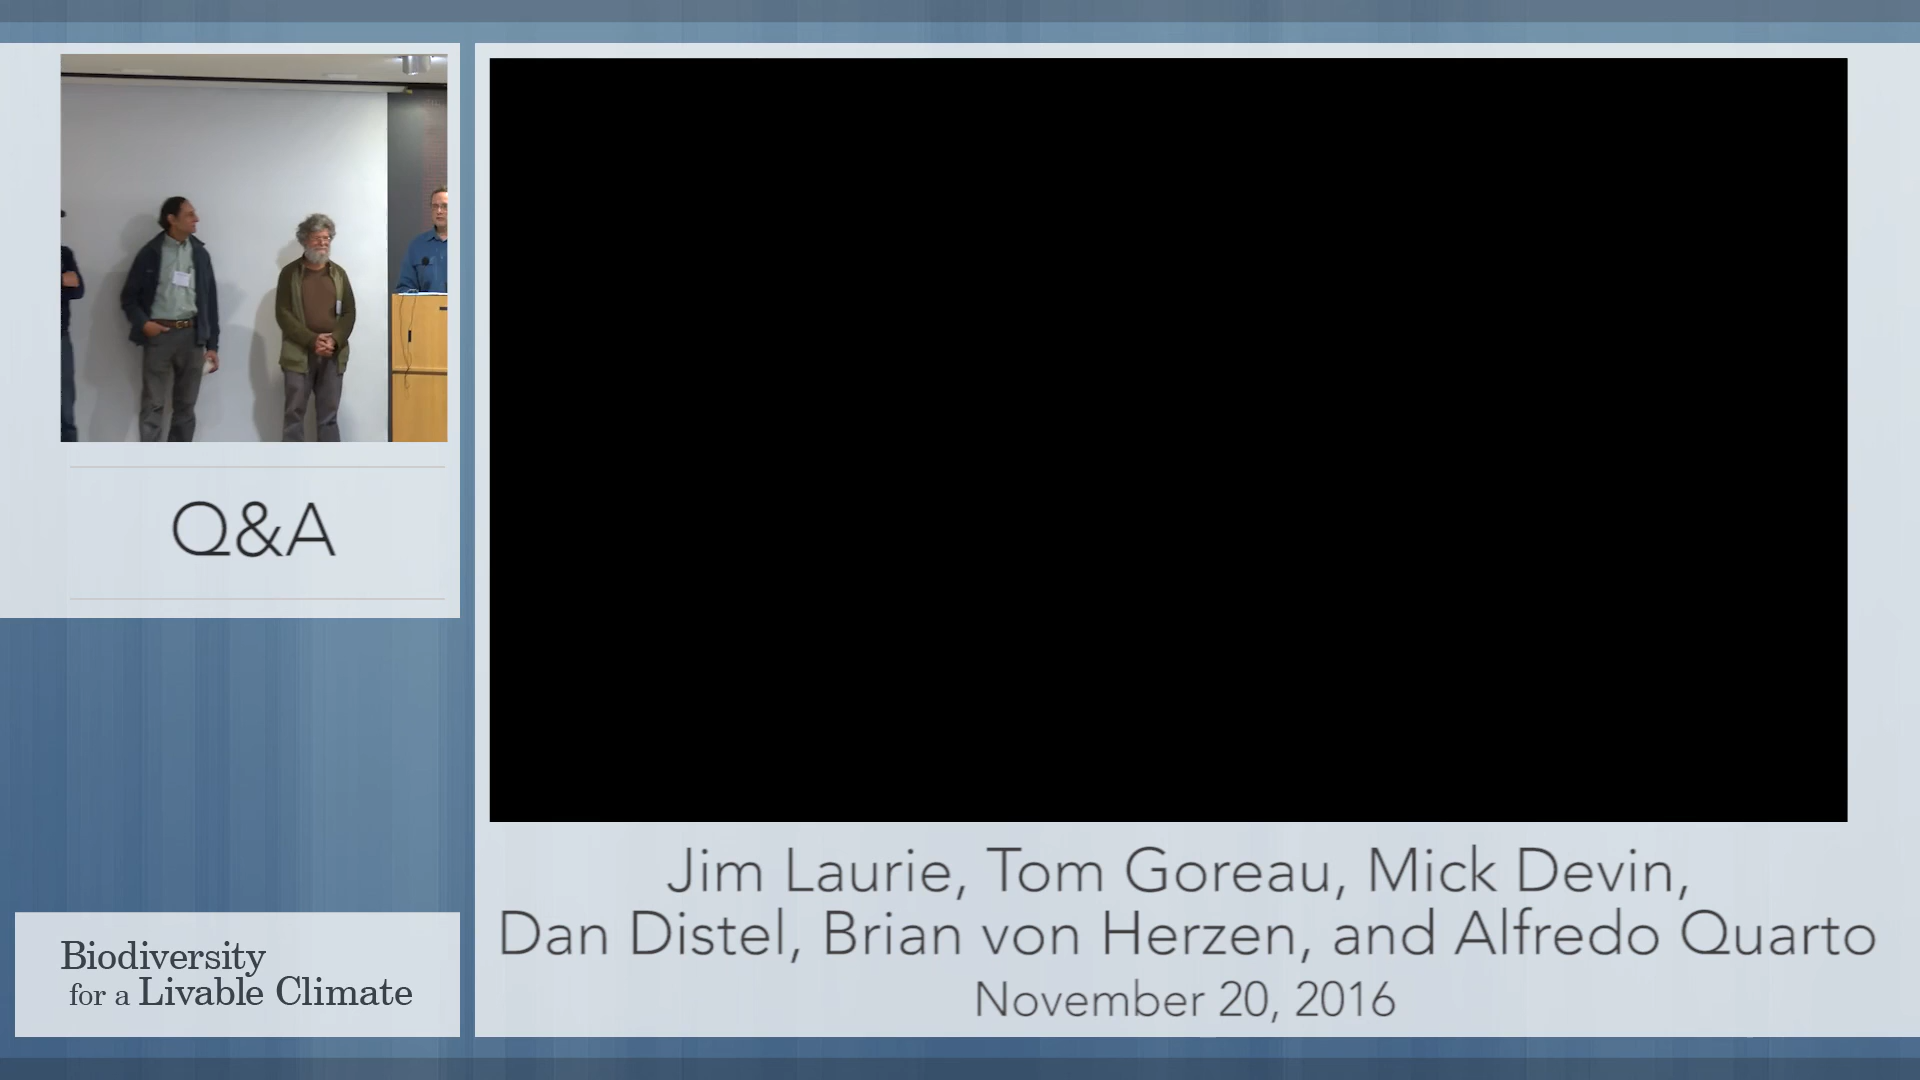 Q&A
Jim Laurie, Tom Goreau, Mick Devin,
Dan Distel, Brian von Herzen, and Alfredo Quarto
November 20, 2016
Biodiversity
for a Livable Climate